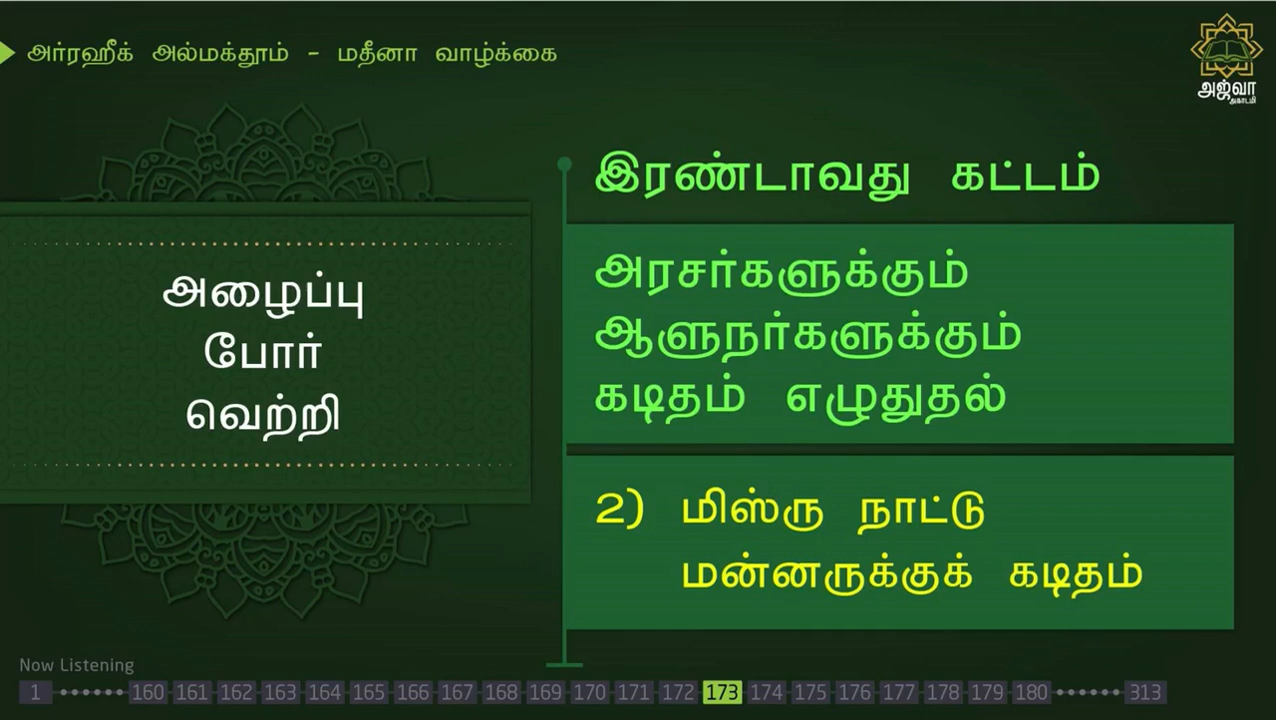 அர்ரஹீக் அல்மக்தூம் - மதீனா வாழ்க்கை
அஜ்வா
அகாடமி
அழைப்பு
போர்
வெற்றி
இரண்டாவது கட்டம்
அரசர்களுக்கும்
ஆளுநர்களுக்கும்
கடிதம் எழுதுதல்
2) மிஸ்ரு நாட்டு
மன்னருக்குக் கடிதம்
Now Listening
1 160 161 162 163 164 165 166 167 168 169 170 171 172 173 174 175 176 177 178 179 180 313